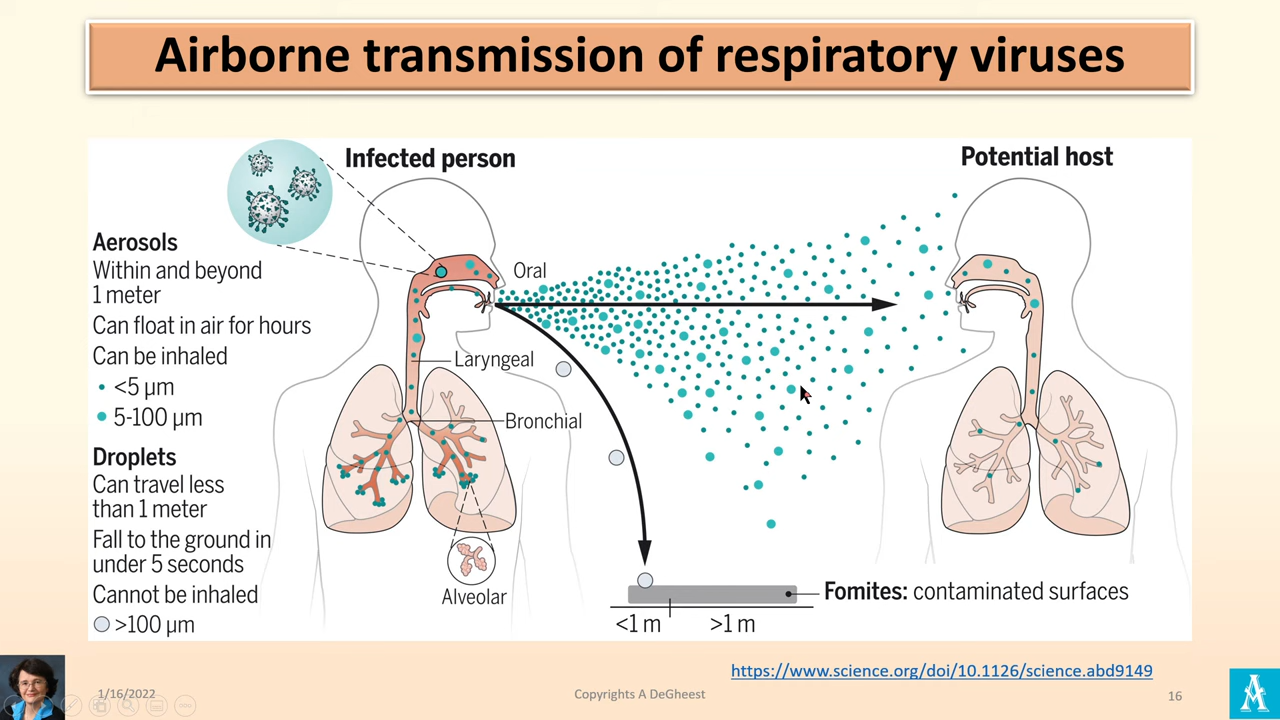 Airborne transmission of respiratory viruses
Infected person
Potential host
Aerosols
Within and beyond
1 meter
Can float in air for hours
Can be inhaled
<5 μm
5-100 μm
Droplets
Can travel less
than 1 meter
Fall to the ground in
under 5 seconds
Cannot be inhaled
>100 μm
Oral
Laryngeal
Bronchial
Alveolar
Fomites: contaminated surfaces
<1 m
>1 m
https://www.science.org/doi/10.1126/science.abd9149
1/16/2022
Copyrights A DeGheest
16
A